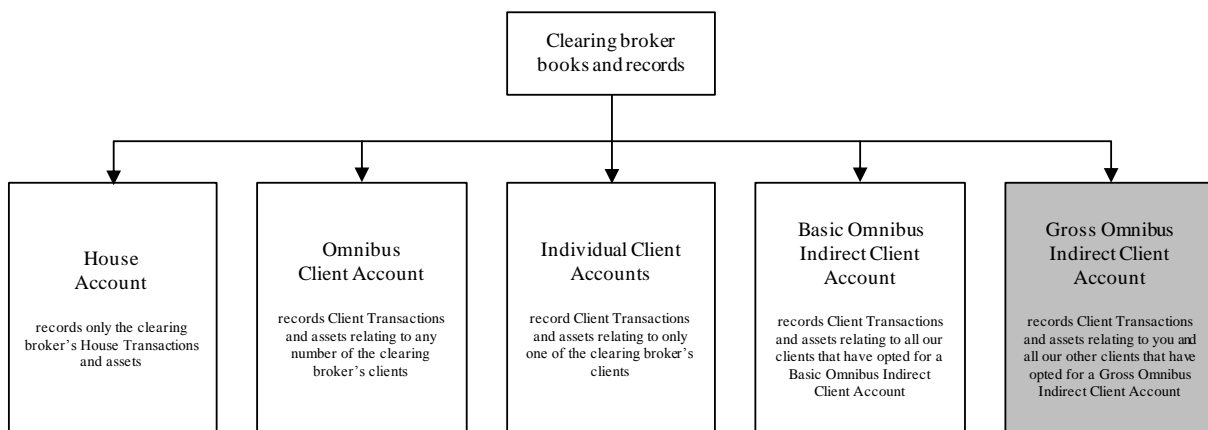 Clearing broker
books and records
House
Account
records only the clearing
broker's House Transactions
and assets
Omnibus
Client Account
records Client Transactions
and assets relating to any
number of the clearing
broker's clients
Individual Client
Accounts
record Client Transactions
and assets relating to only
one of the clearing broker's
clients
Basic Omnibus
Indirect Client
Account
records Client Transactions
and assets relating to all our
clients that have opted for a
Basic Omnibus Indirect
Client Account
Gross Omnibus
Indirect Client
Account
records Client Transactions
and assets relating to you and
all our other clients that have
opted for a Gross Omnibus
Indirect Client Account